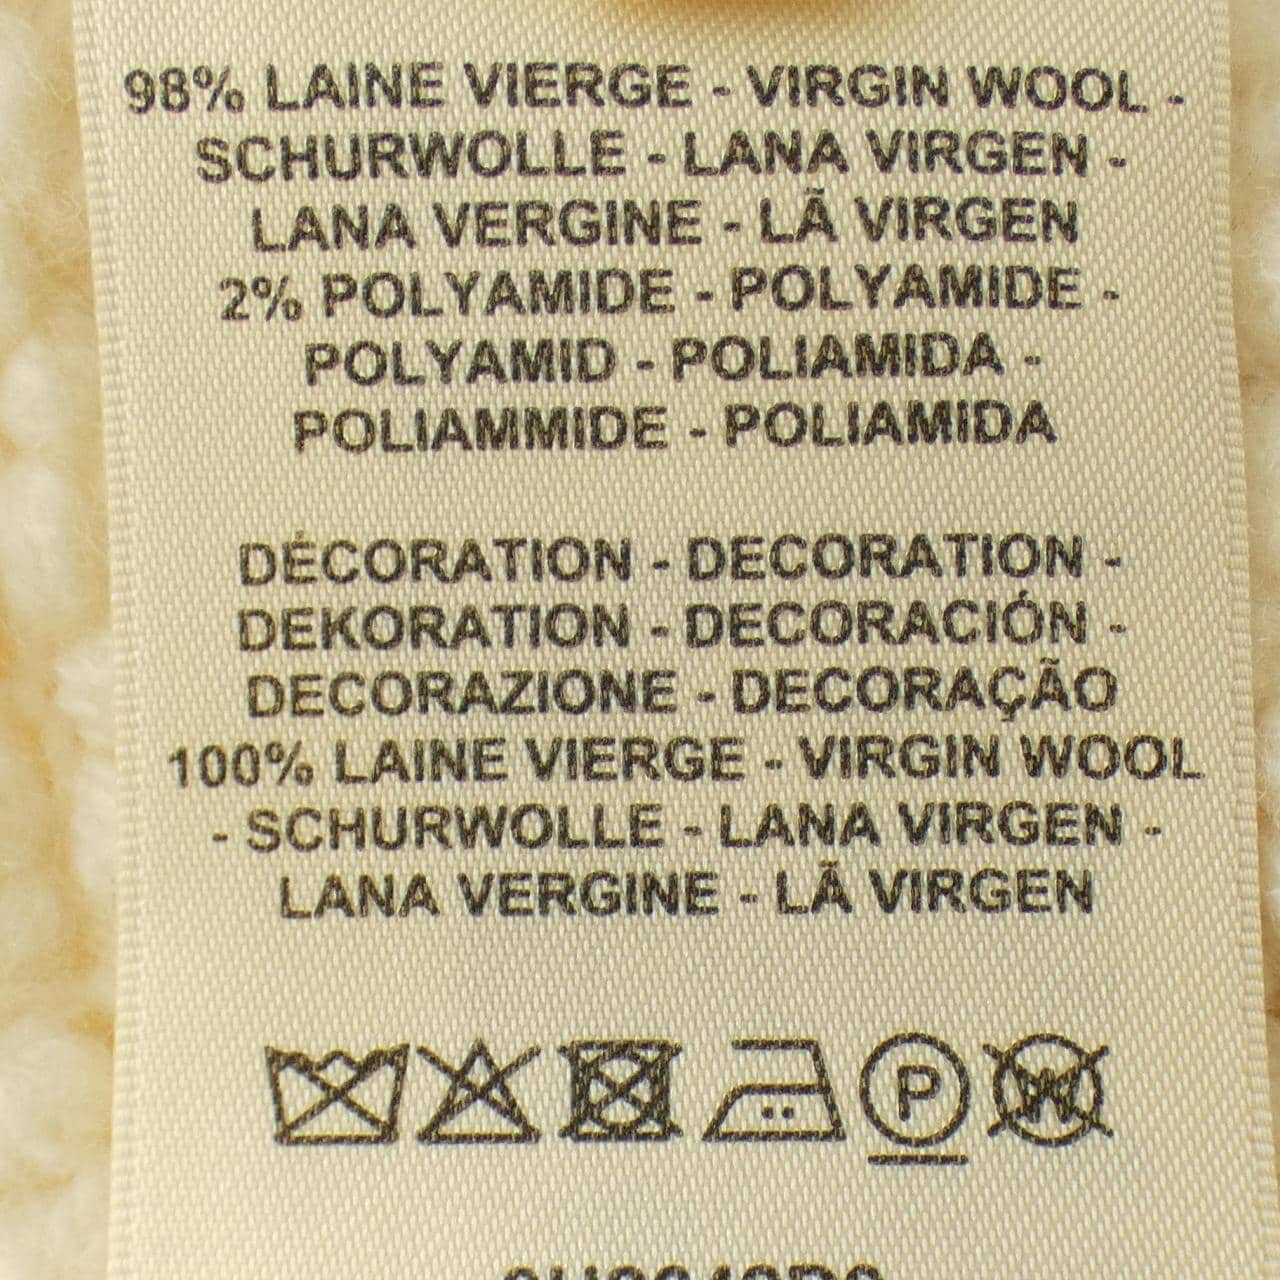 98% LAINE VIERGE - VIRGIN WOOL -
SCHURWOLLE - LANA VIRGEN -
LANA VERGINE - LÃ VIRGEN
2% POLYAMIDE - POLYAMIDE -
POLYAMID - POLIAMIDA -
POLIAMMIDE - POLIAMIDA
DÉCORATION - DECORATION -
DEKORATION - DECORACIÓN -
DECORAZIONE - DECORAÇÃO
100% LAINE VIERGE - VIRGIN WOOL
- SCHURWOLLE - LANA VIRGEN -
LANA VERGINE - LÃ VIRGEN
P W